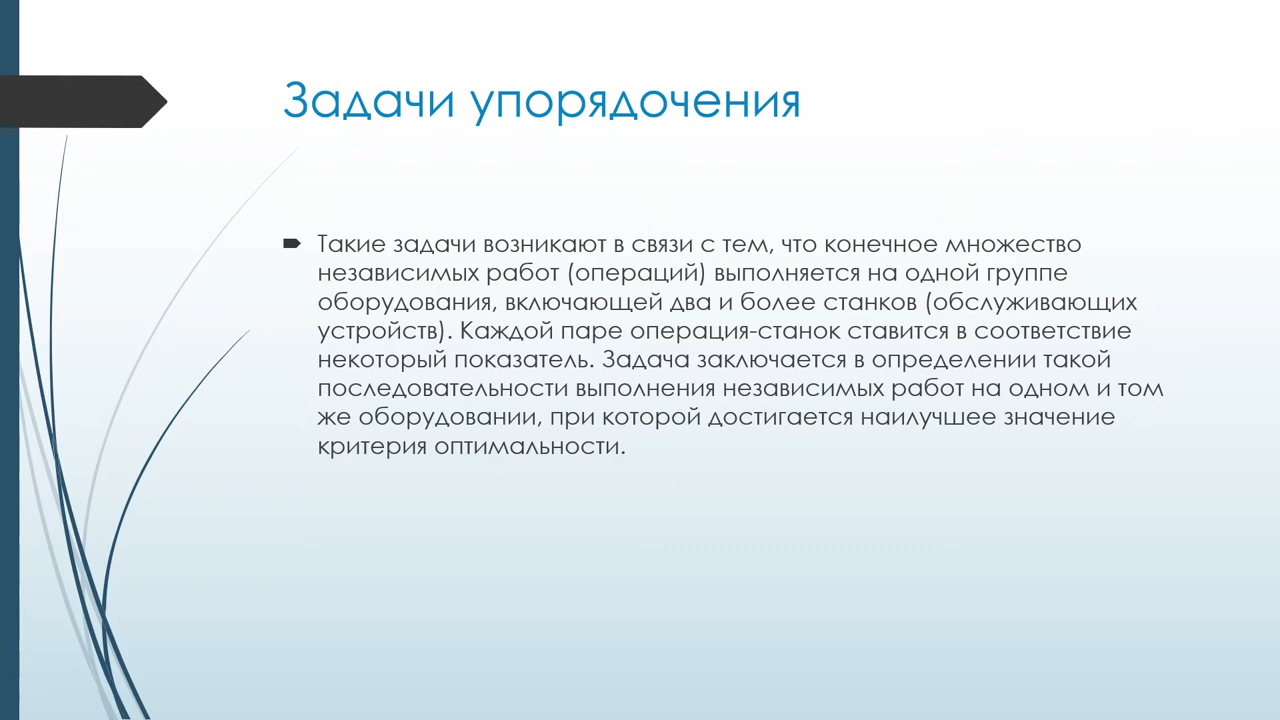 Задачи упорядочения
Такие задачи возникают в связи с тем, что конечное множество
независимых работ (операций) выполняется на одной группе
оборудования, включающей два и более станков (обслуживающих
устройств). Каждой паре операция-станок ставится в соответствие
некоторый показатель. Задача заключается в определении такой
последовательности выполнения независимых работ на одном и том
же оборудовании, при которой достигается наилучшее значение
критерия оптимальности.